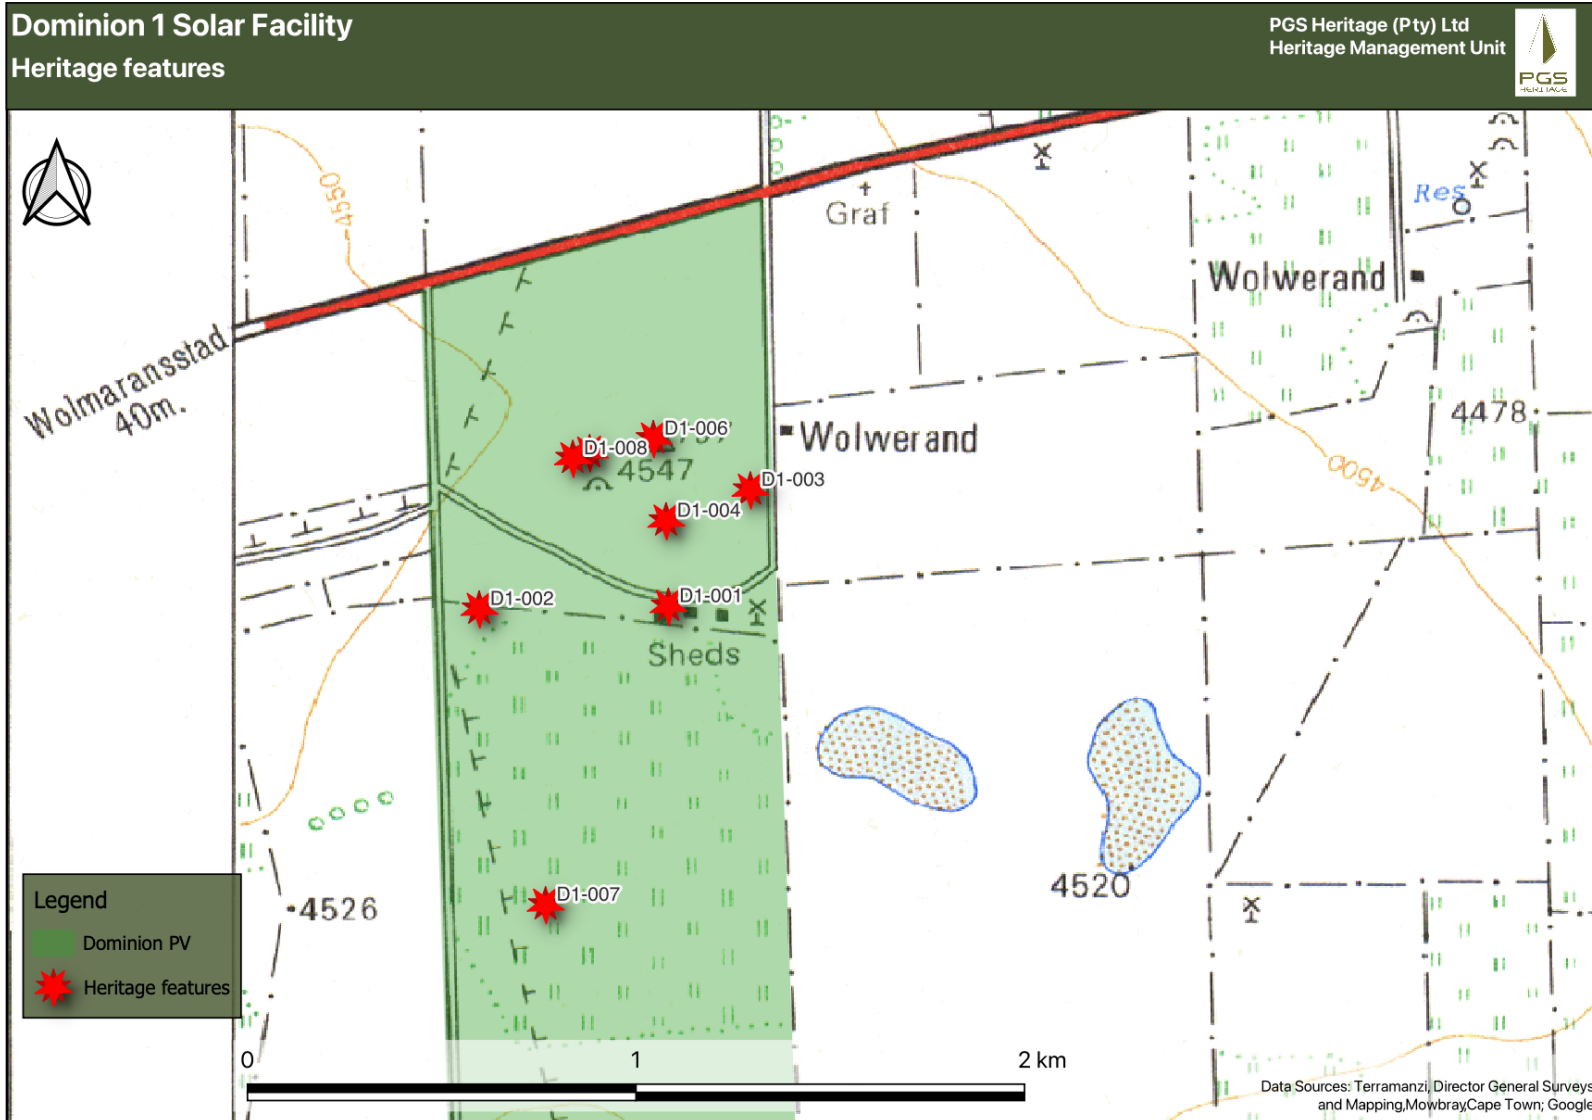 Dominion 1 Solar Facility
Heritage features
PGS Heritage (Pty) Ltd
Heritage Management Unit
PGS
HERITAGE
4550
Graf
Res
Wolwerand
Wolmaransstad
40m.
4478
D1-006
D1-008
Wolwerand
4547
4500
D1-003
D1-004
D1-002
D1-001
Sheds
4520
D1-007
4526
Legend
Dominion PV
Heritage features
0
1
2 km
Data Sources: Terramanzi, Director General Surveys
and Mapping,Mowbray,Cape Town; Google